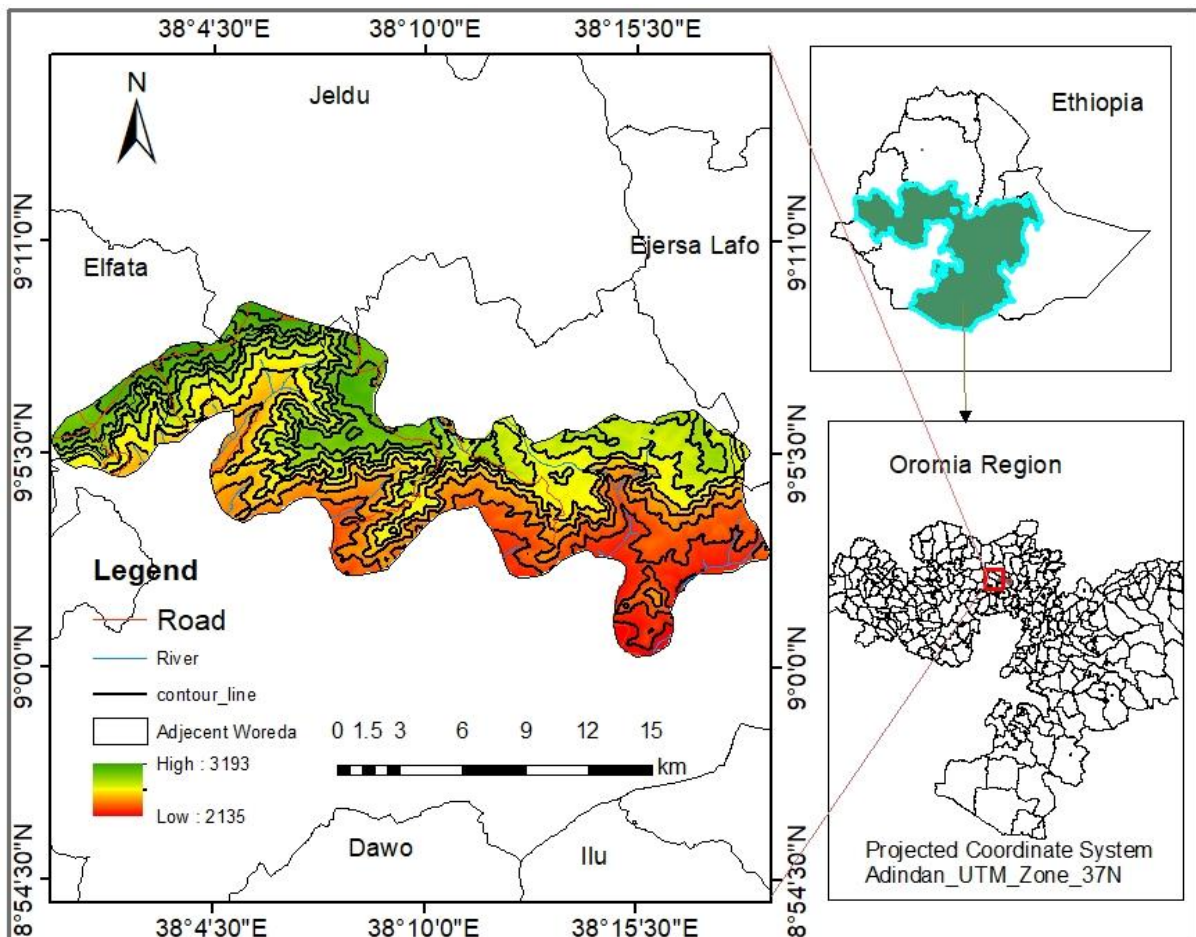 38°4'30"E 38°10'0"E 38°15'30"E
N
Jeldu
Elfata
Ejersa Lafo
9°11'0"N
9°5'30"N
9°0'0"N
8°54'30"N
9°11'0"N
9°5'30"N
9°0'0"N
8°54'30"N
Legend
Road
River
contour_line
Adjecent Woreda
High : 3193
Low : 2135
0 1.5 3 6 9 12 15
km
Dawo
Ilu
38°4'30"E 38°10'0"E 38°15'30"E
Ethiopia
Oromia Region
Projected Coordinate System
Adindan_UTM_Zone_37N